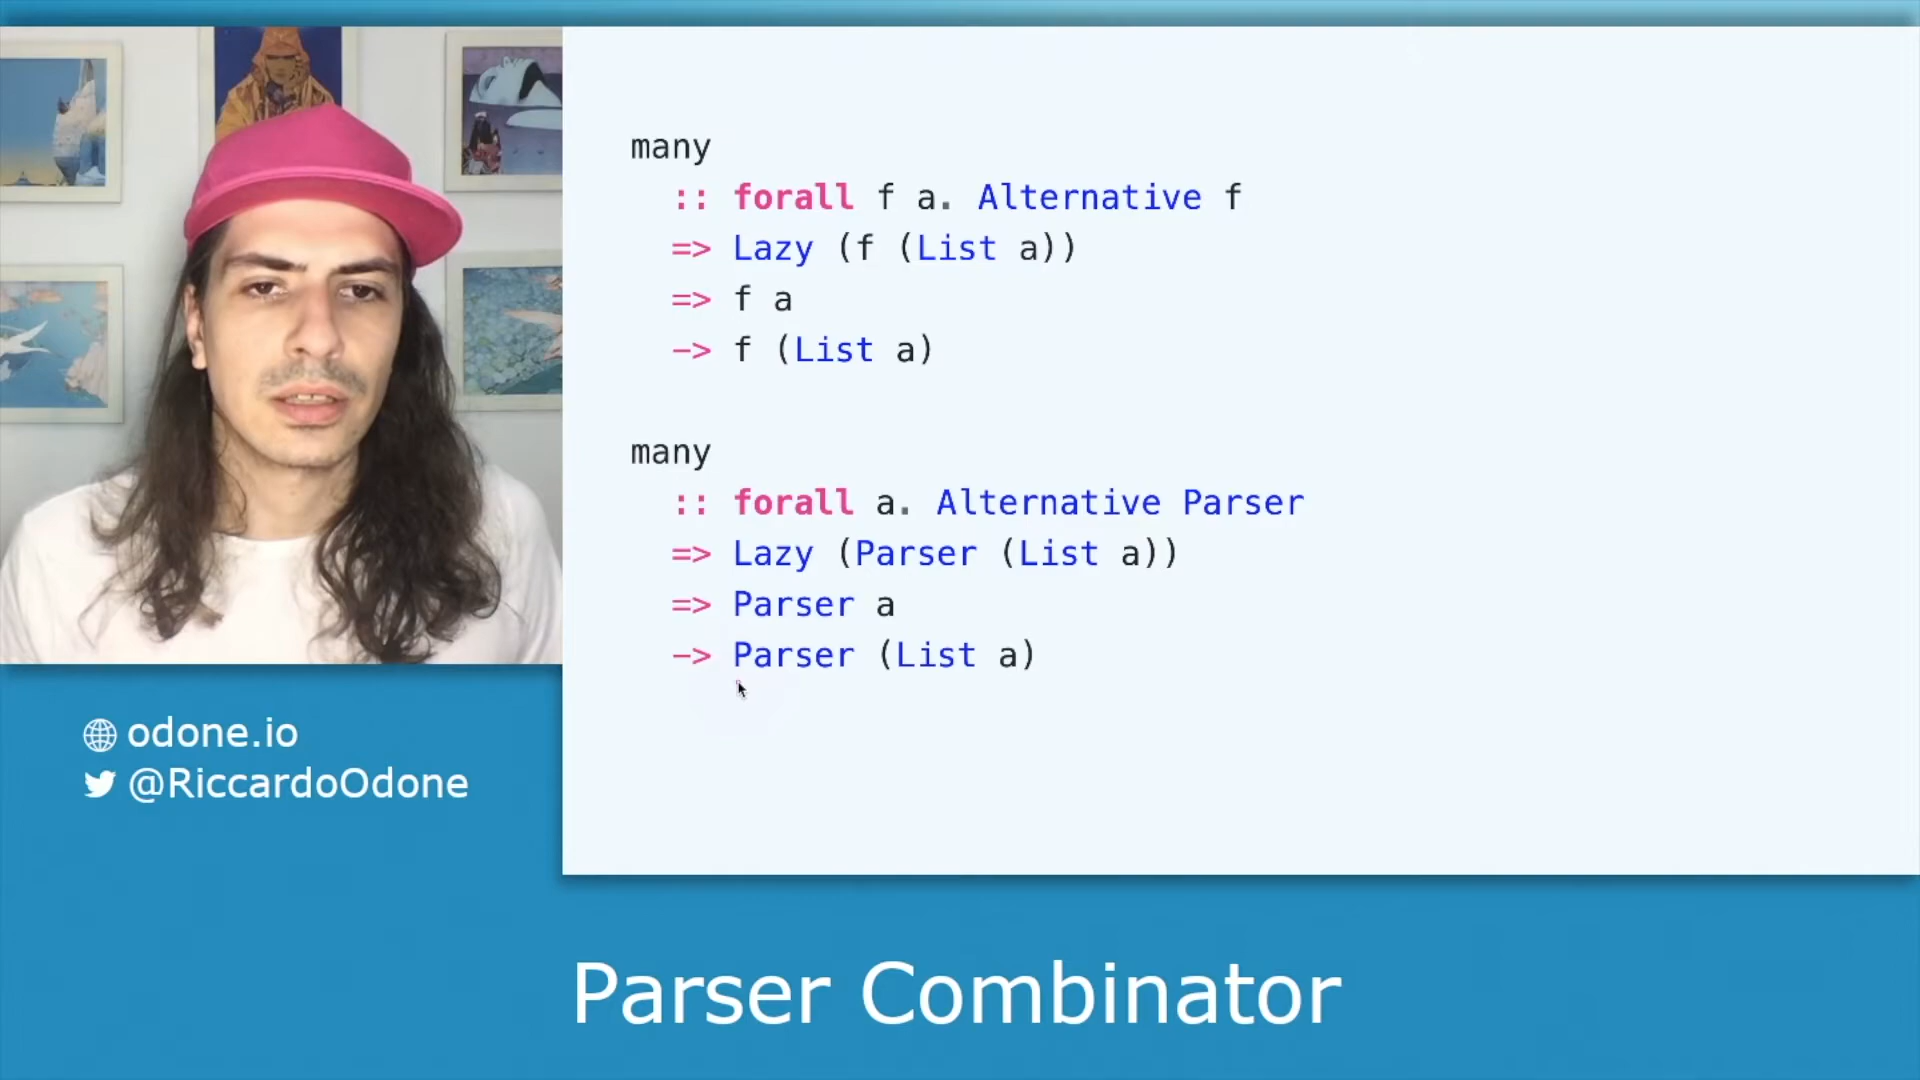 many
:: forall f a. Alternative f
=> Lazy (f (List a))
=> f a
-> f (List a)
many
:: forall a. Alternative Parser
=> Lazy (Parser (List a))
=> Parser a
-> Parser (List a)
odone.io
@RiccardoOdone
Parser Combinator